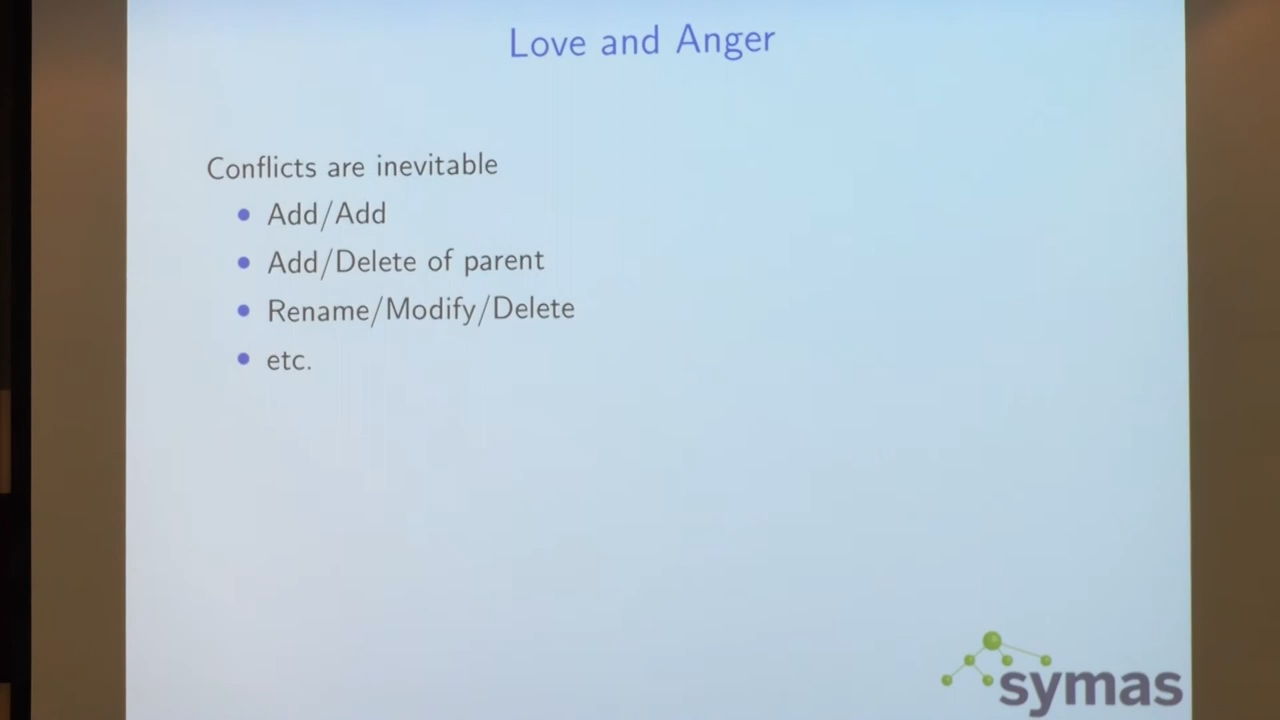 Love and Anger
Conflicts are inevitable
Add/Add
Add/Delete of parent
Rename/Modify/Delete
etc.
symas